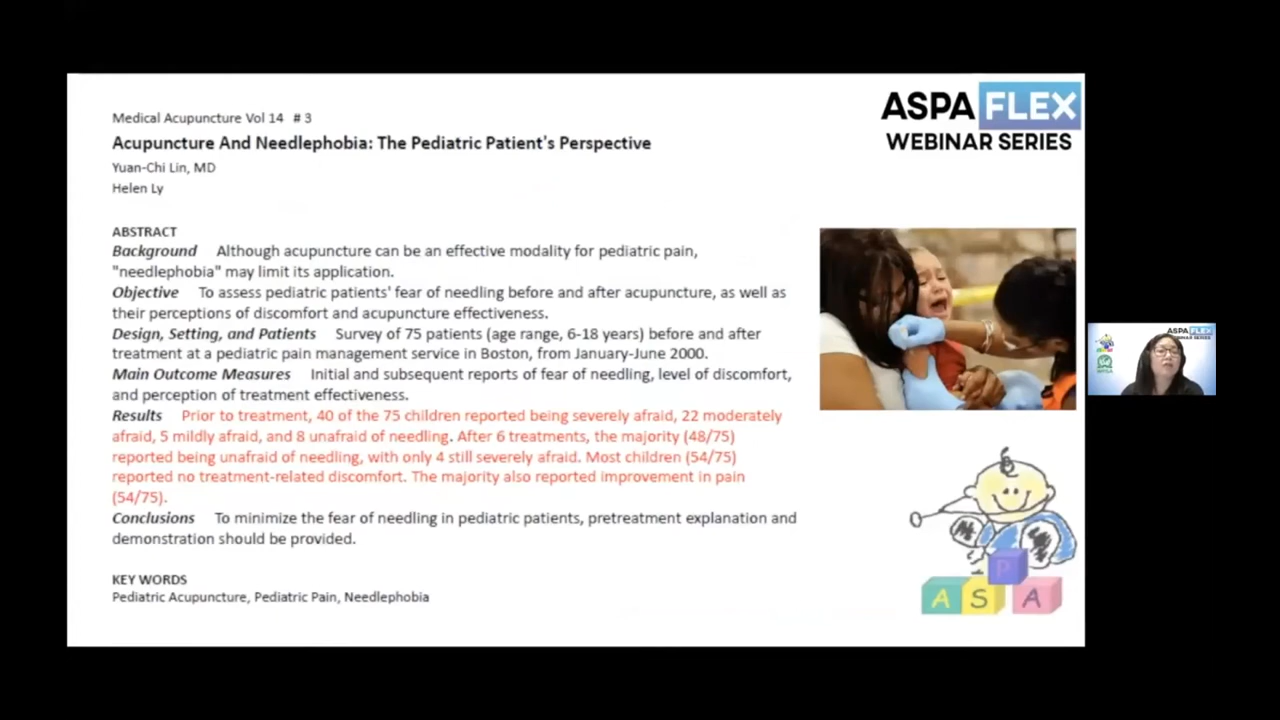 Medical Acupuncture Vol 14 # 3
Acupuncture And Needlephobia: The Pediatric Patient's Perspective
Yuan-Chi Lin, MD
Helen Ly
ABSTRACT
Background Although acupuncture can be an effective modality for pediatric pain,
"needlephobia" may limit its application.
Objective To assess pediatric patients' fear of needling before and after acupuncture, as well as
their perceptions of discomfort and acupuncture effectiveness.
Design, Setting, and Patients Survey of 75 patients (age range, 6-18 years) before and after
treatment at a pediatric pain management service in Boston, from January-June 2000.
Main Outcome Measures Initial and subsequent reports of fear of needling, level of discomfort,
and perception of treatment effectiveness.
Results Prior to treatment, 40 of the 75 children reported being severely afraid, 22 moderately
afraid, 5 mildly afraid, and 8 unafraid of needling. After 6 treatments, the majority (48/75)
reported being unafraid of needling, with only 4 still severely afraid. Most children (54/75)
reported no treatment-related discomfort. The majority also reported improvement in pain
(54/75).
Conclusions To minimize the fear of needling in pediatric patients, pretreatment explanation and
demonstration should be provided.
KEY WORDS
Pediatric Acupuncture, Pediatric Pain, Needlephobia
ASPA FLEX
WEBINAR SERIES
P
A S A
ASPA FLEX
WEBINAR SERIES